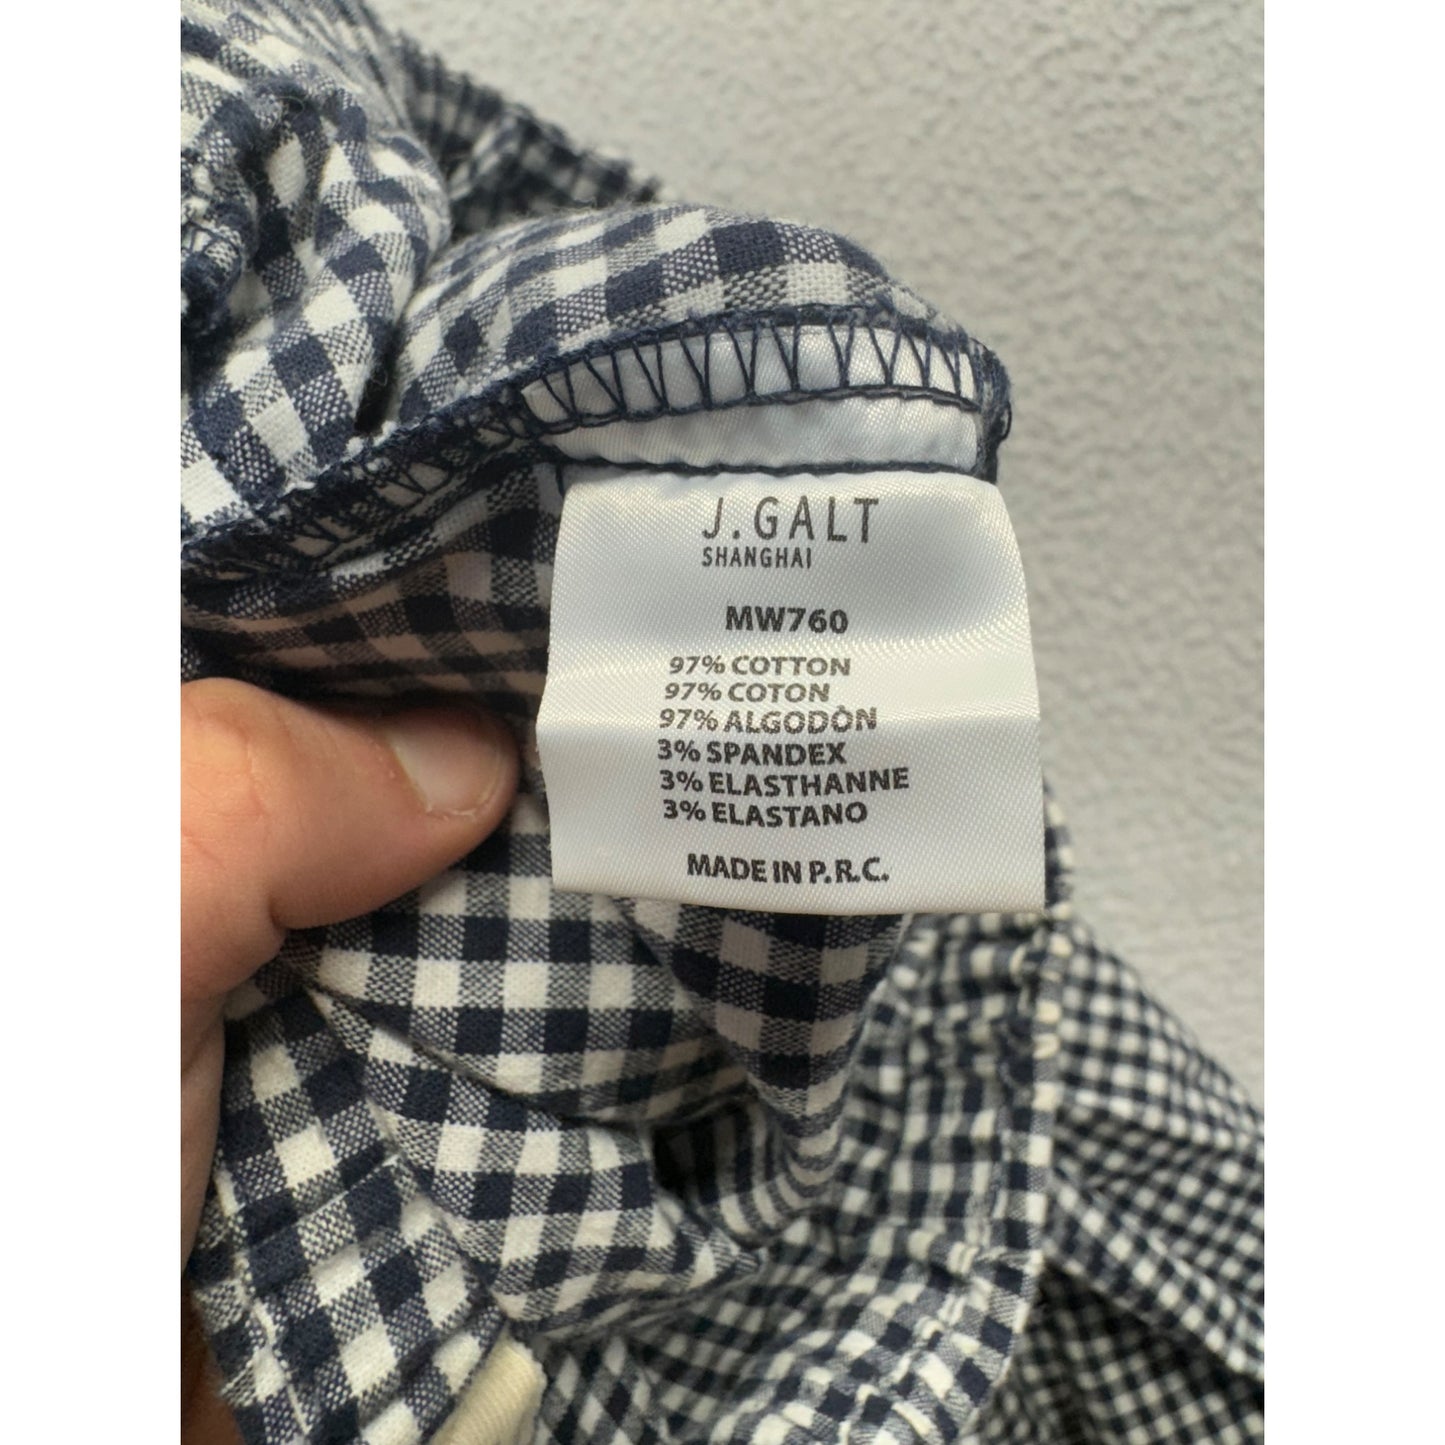 J.GALT
SHANGHAI
MW760
97% COTTON
97% COTON
97% ALGODÒN
3% SPANDEX
3% ELASTHANNE
3% ELASTANO
MADE IN P.R.C.